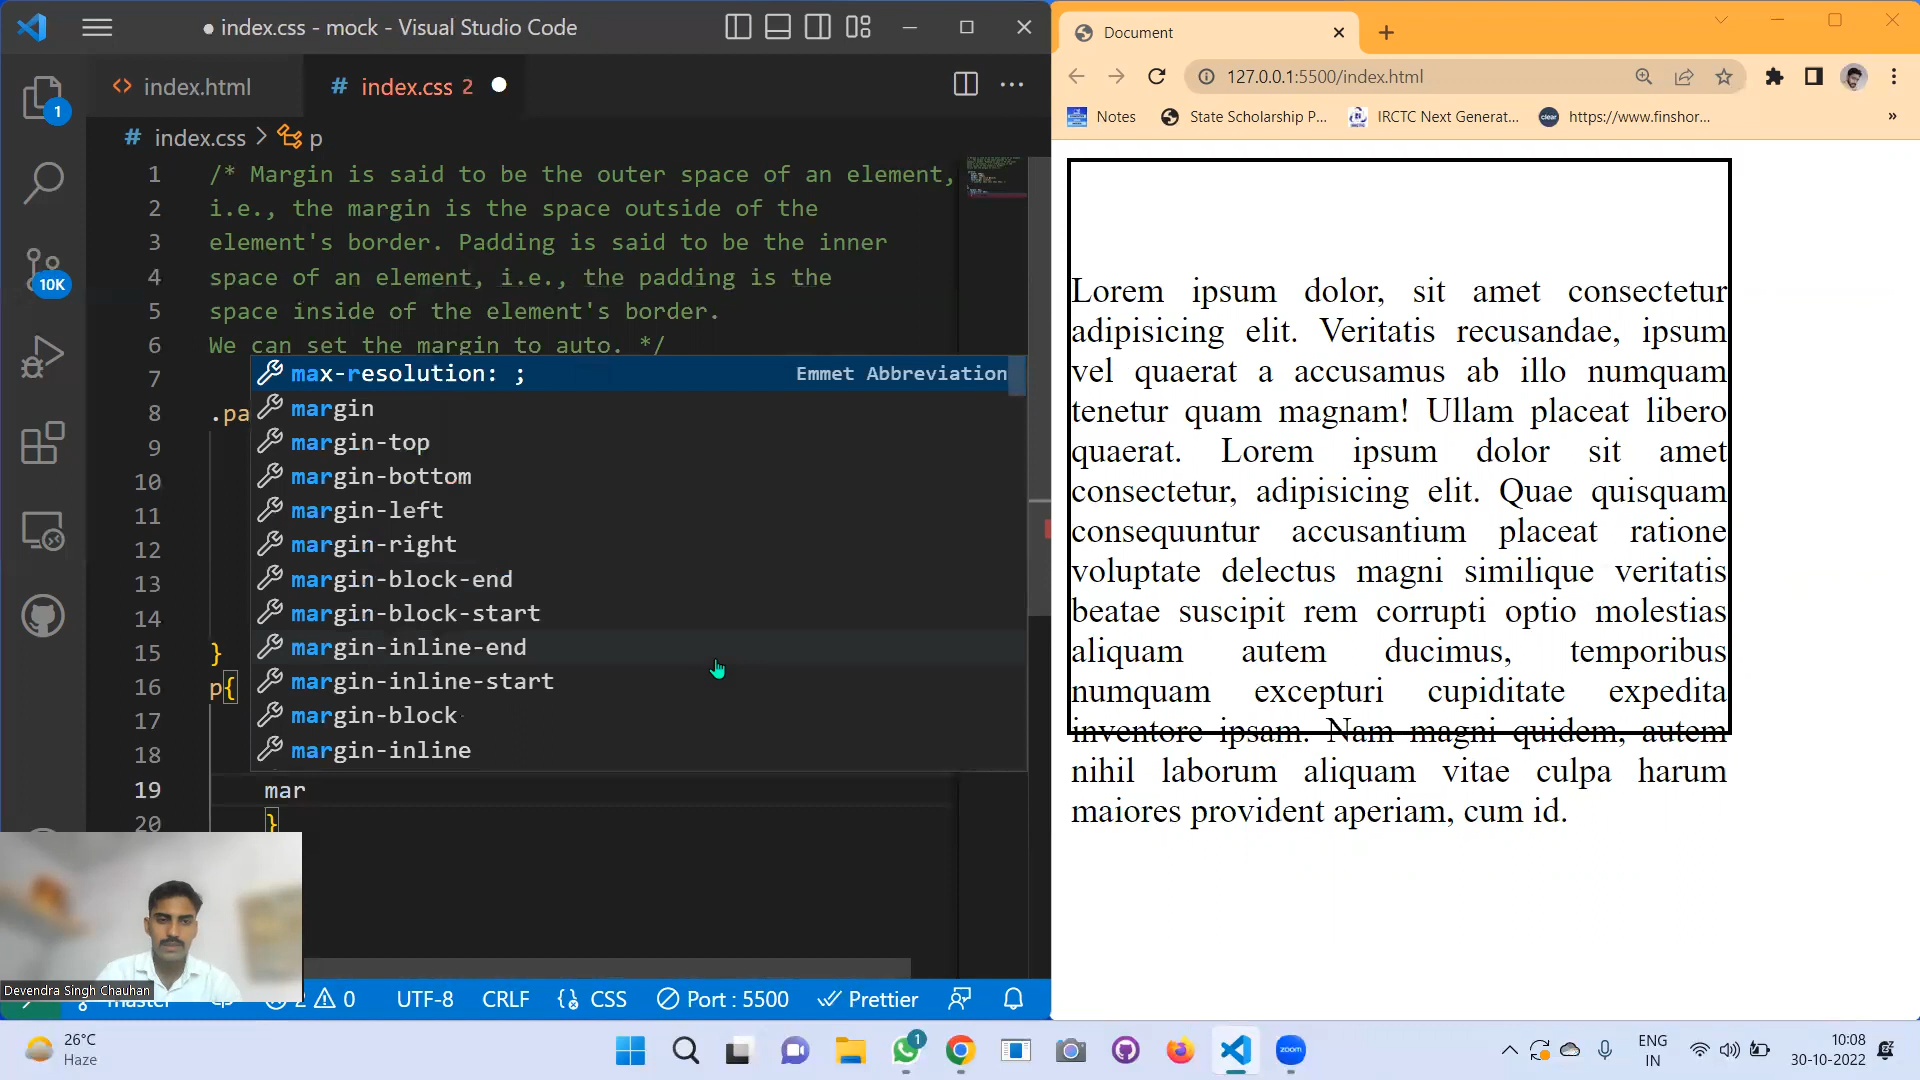 index.css - mock - Visual Studio Code
index.html
index.css 2
index.css > p
1 /* Margin is said to be the outer space of an element,
2 i.e., the margin is the space outside of the
3 element's border. Padding is said to be the inner
4 space of an element, i.e., the padding is the
5 space inside of the element's border.
6 We can set the margin to auto. */
7
8 .pa
9
10
11
12
13
14
15 }
16 p{
17
18
19 mar
20 }
max-resolution: ; Emmet Abbreviation
margin
margin-top
margin-bottom
margin-left
margin-right
margin-block-end
margin-block-start
margin-inline-end
margin-inline-start
margin-block
margin-inline
1
10K
Devendra Singh Chauhan
master
2 0
UTF-8
CRLF
CSS
Port : 5500
Prettier
Document
127.0.0.1:5500/index.html
Notes
State Scholarship P...
IRCTC Next Generat...
clear
https://www.finshor...
»
Lorem ipsum dolor, sit amet consectetur
adipisicing elit. Veritatis recusandae, ipsum
vel quaerat a accusamus ab illo numquam
tenetur quam magnam! Ullam placeat libero
quaerat. Lorem ipsum dolor sit amet
consectetur, adipisicing elit. Quae quisquam
consequuntur accusantium placeat ratione
voluptate delectus magni similique veritatis
beatae suscipit rem corrupti optio molestias
aliquam autem ducimus, temporibus
numquam excepturi cupiditate expedita
inventore ipsam. Nam magni quidem, autem
nihil laborum aliquam vitae culpa harum
maiores provident aperiam, cum id.
26°C
Haze
1
zoom
ENG
IN
10:08
30-10-2022